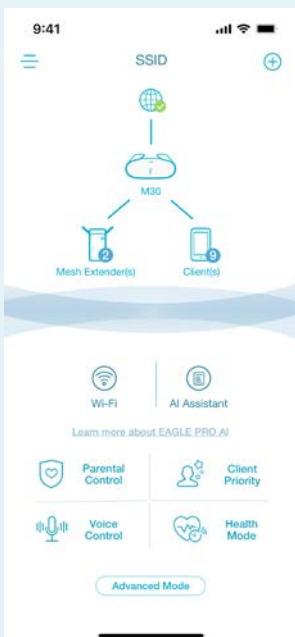 9:41
SSID
M30
2
9
Mesh Extender(s)
Client(s)
Wi-Fi
AI Assistant
Learn more about EAGLE PRO AI
Parental
Control
Client
Priority
Voice
Control
Health
Mode
Advanced Mode